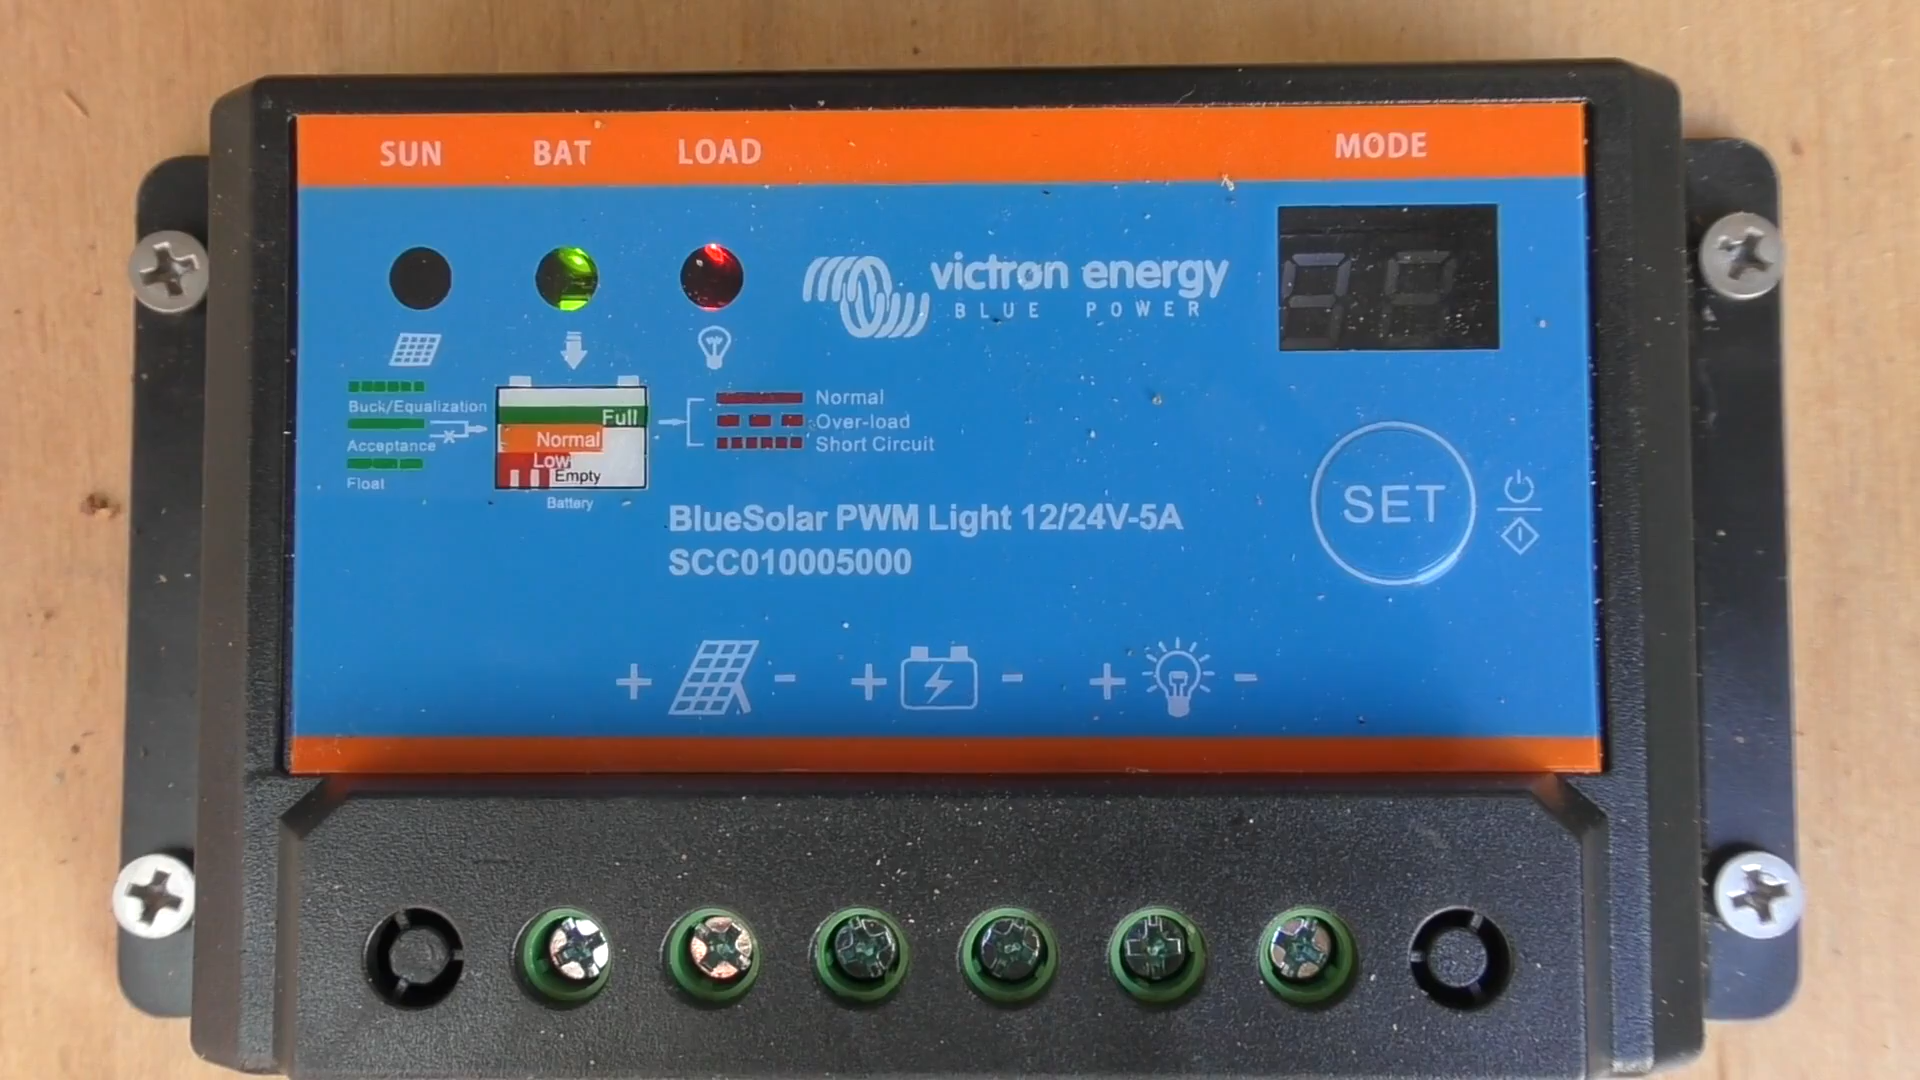 SUN BAT LOAD MODE
victron energy
BLUE POWER
Buck/Equalization
Acceptance
Float
Full
Normal
Low
Empty
Battery
Normal
Over-load
Short Circuit
SET
BlueSolar PWM Light 12/24V-5A
SCC010005000
+ - + - + -